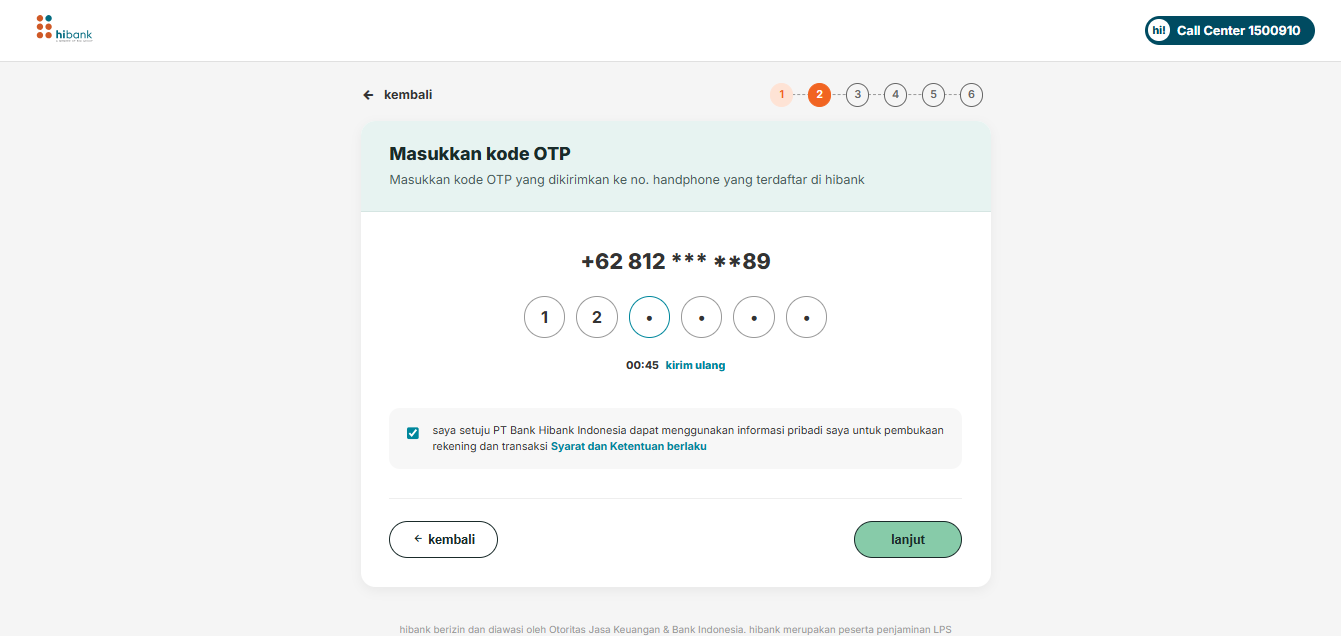 hibank
hi! Call Center 1500910
← kembali
1 2 3 4 5 6
Masukkan kode OTP
Masukkan kode OTP yang dikirimkan ke no. handphone yang terdaftar di hibank
+62 812 *** **89
1 2 • • • •
00:45 kirim ulang
saya setuju PT Bank Hibank Indonesia dapat menggunakan informasi pribadi saya untuk pembukaan
rekening dan transaksi Syarat dan Ketentuan berlaku
← kembali
lanjut
hibank berizin dan diawasi oleh Otoritas Jasa Keuangan & Bank Indonesia. hibank merupakan peserta penjaminan LPS